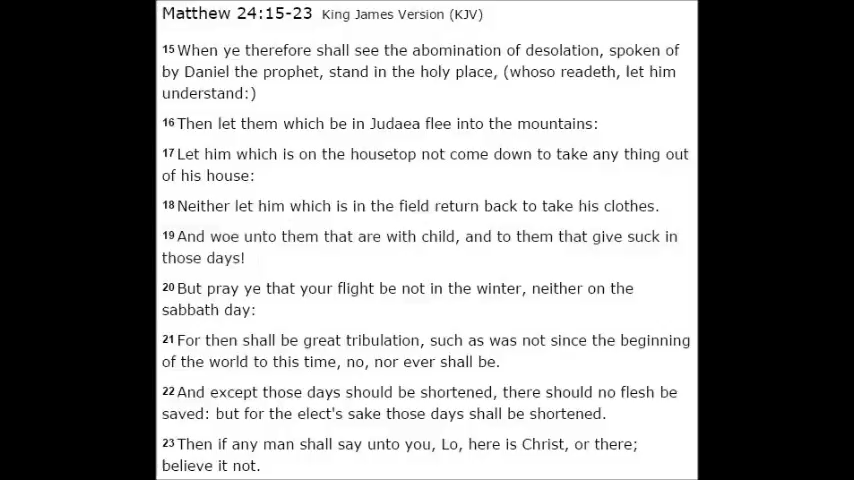 Matthew 24:15-23 King James Version (KJV)
15 When ye therefore shall see the abomination of desolation, spoken of
by Daniel the prophet, stand in the holy place, (whoso readeth, let him
understand:)
16 Then let them which be in Judaea flee into the mountains:
17 Let him which is on the housetop not come down to take any thing out
of his house:
18 Neither let him which is in the field return back to take his clothes.
19 And woe unto them that are with child, and to them that give suck in
those days!
20 But pray ye that your flight be not in the winter, neither on the
sabbath day:
21 For then shall be great tribulation, such as was not since the beginning
of the world to this time, no, nor ever shall be.
22 And except those days should be shortened, there should no flesh be
saved: but for the elect's sake those days shall be shortened.
23 Then if any man shall say unto you, Lo, here is Christ, or there;
believe it not.